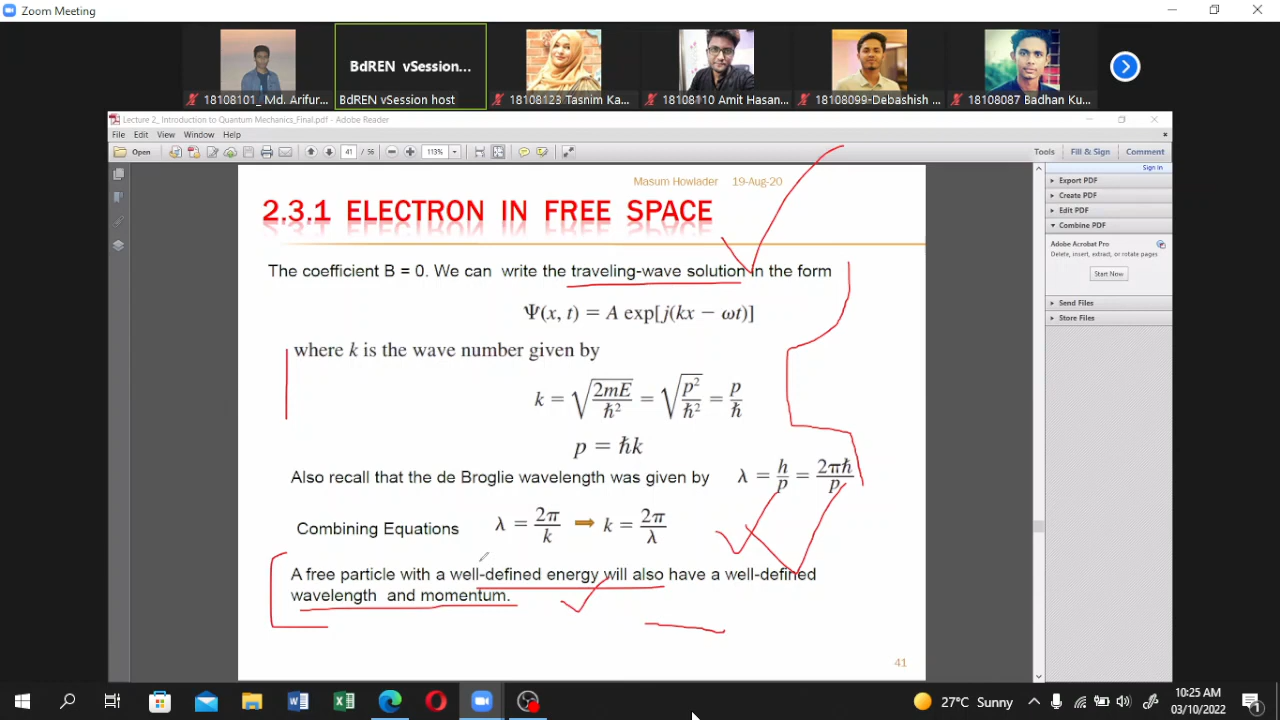 Zoom Meeting
BdREN vSession...
18108101_ Md. Arifur...
BdREN vSession host
18108123 Tasnim Ka...
18108110 Amit Hasan...
18108099-Debashish ...
18108087 Badhan Ku...
Lecture 2_ Introduction to Quantum Mechanics_Final.pdf - Adobe Reader
File Edit View Window Help
Open 41 / 56 113% Tools Fill & Sign Comment
Sign In
Export PDF
Create PDF
Edit PDF
Combine PDF
Adobe Acrobat Pro
Delete, insert, extract, or rotate pages
Start Now
Send Files
Store Files
Masum Howlader 19-Aug-20
2.3.1 ELECTRON IN FREE SPACE
The coefficient B = 0. We can write the traveling-wave solution in the form
Ψ(x, t) = A exp[j(kx − ωt)]
where k is the wave number given by
k = √(2mE/ħ²) = √(p²/ħ²) = p/ħ
p = ħk
Also recall that the de Broglie wavelength was given by λ = h/p = 2πħ/p
Combining Equations λ = 2π/k ⇒ k = 2π/λ
A free particle with a well-defined energy will also have a well-defined
wavelength and momentum.
41
27°C Sunny
10:25 AM
03/10/2022
1